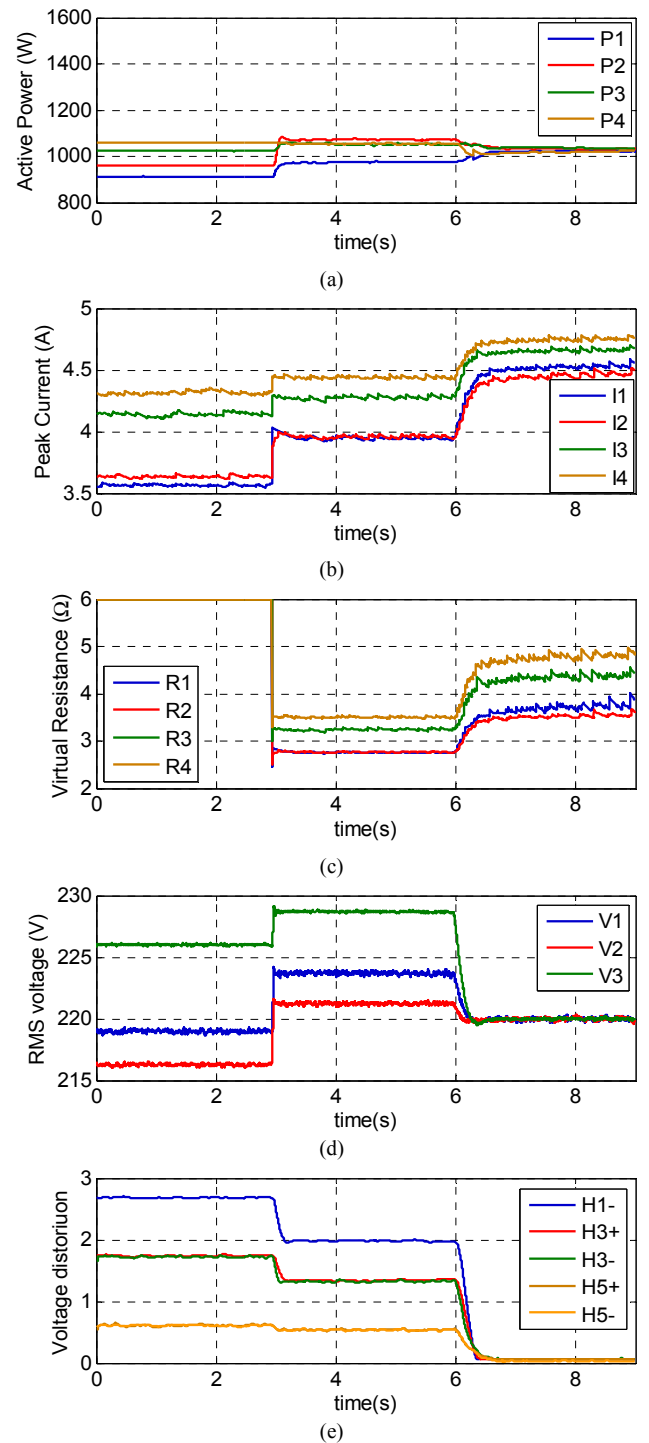 1600
1400
1200
1000
800
Active Power (W)
P1
P2
P3
P4
0 2 4 6 8
time(s)
(a)
5
4.5
4
3.5
Peak Current (A)
I1
I2
I3
I4
0 2 4 6 8
time(s)
(b)
6
5
4
3
2
Virtual Resistance (Ω)
R1
R2
R3
R4
0 2 4 6 8
time(s)
(c)
230
225
220
215
RMS voltage (V)
V1
V2
V3
0 2 4 6 8
time(s)
(d)
3
2
1
0
Voltage distoriuon
H1-
H3+
H3-
H5+
H5-
0 2 4 6 8
time(s)
(e)